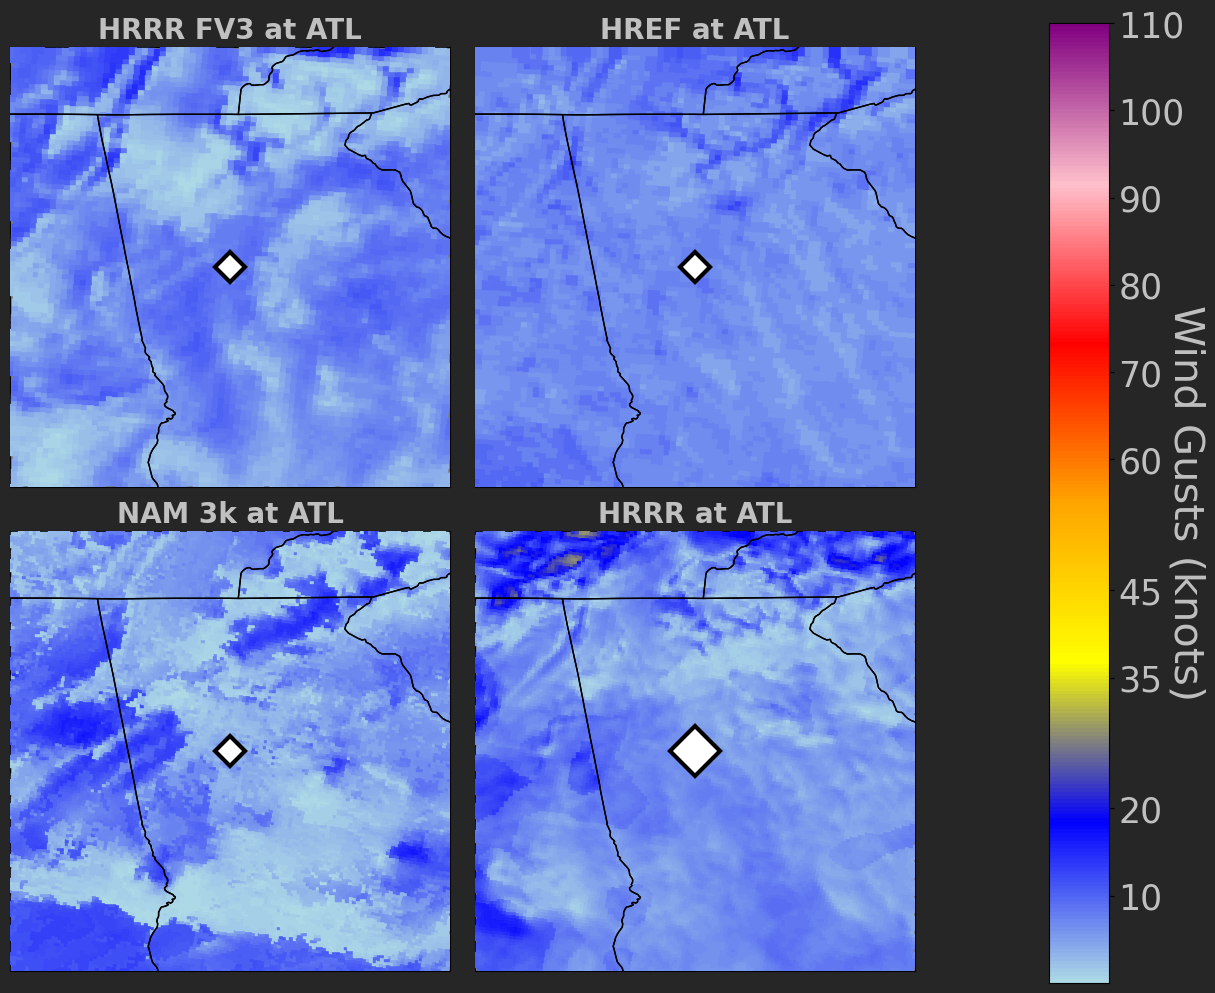 HRRR FV3 at ATL
HREF at ATL
NAM 3k at ATL
HRRR at ATL
110
100
90
80
70
60
45
35
20
10
Wind Gusts (knots)